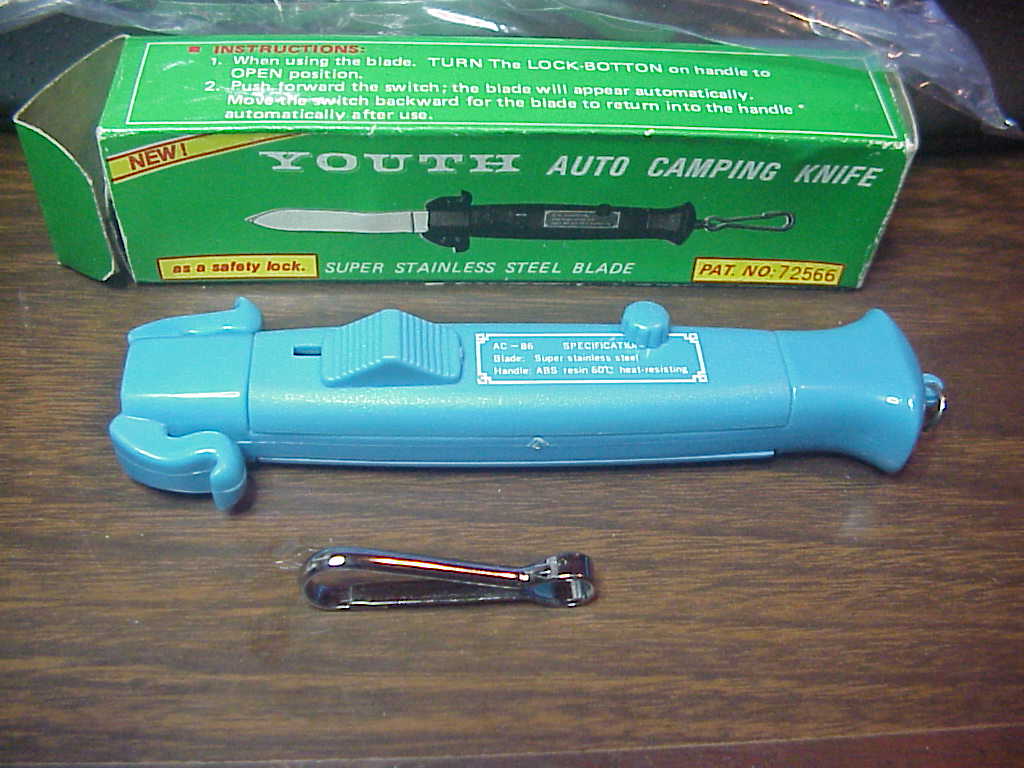 INSTRUCTIONS:
1. When using the blade. TURN The LOCK-BOTTON on handle to
OPEN position.
2. Push forward the switch; the blade will appear automatically.
Move the switch backward for the blade to return into the handle
automatically after use.
NEW!
YOUTH AUTO CAMPING KNIFE
as a safety lock. SUPER STAINLESS STEEL BLADE PAT. NO: 72566
AC-86
Blade: Super stainless steel
Handle: ABS resin 60℃ heat-resisting